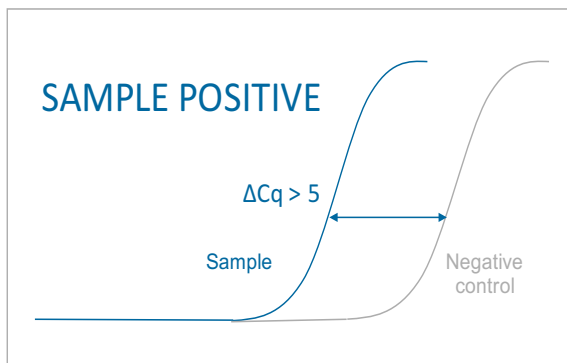 SAMPLE POSITIVE
ΔCq > 5
Sample
Negative
control